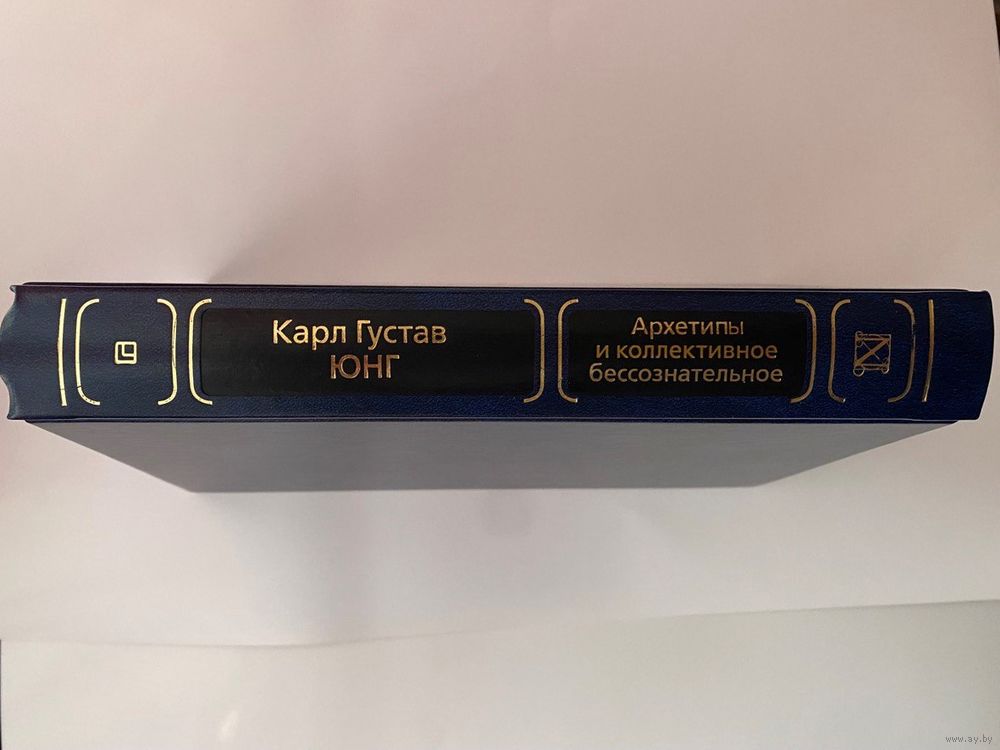 Карл Густав
ЮНГ
Архетипы
и коллективное
бессознательное
www.ay.by